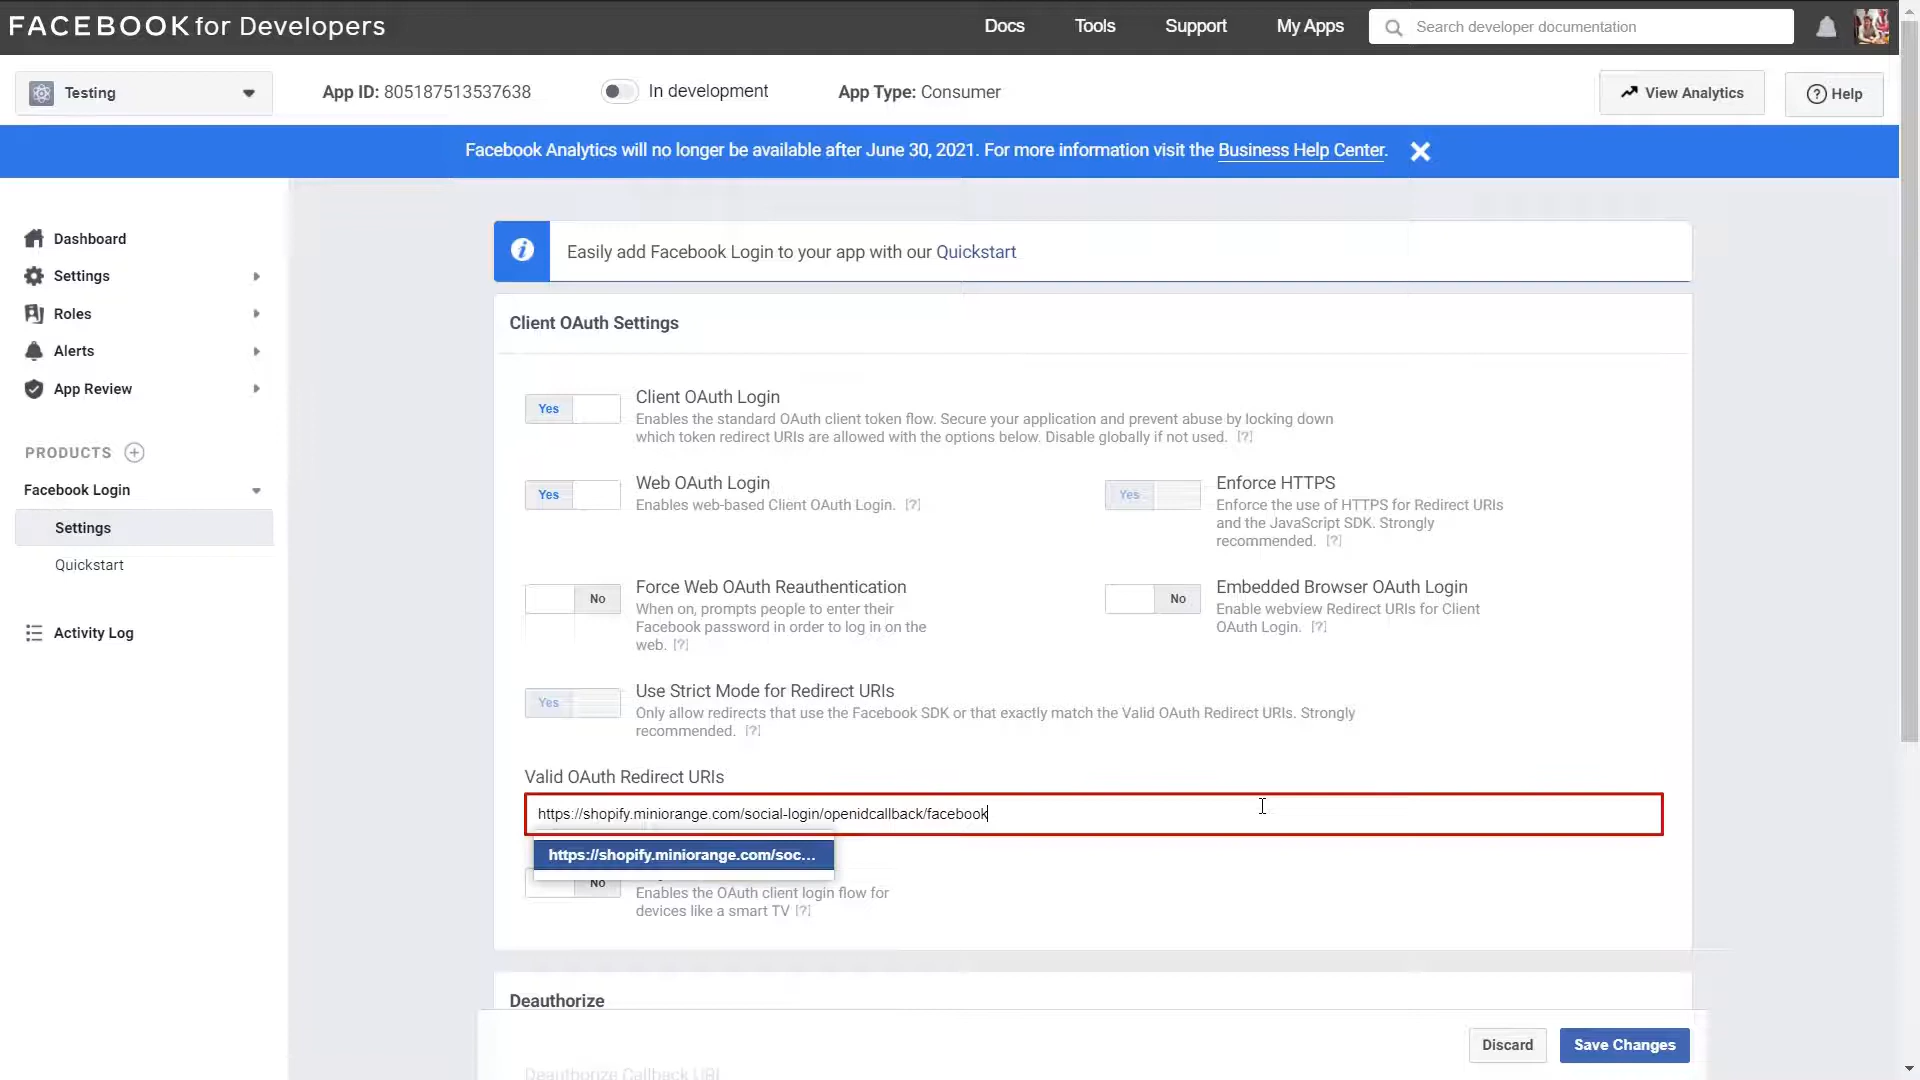 FACEBOOK for Developers
Docs
Tools
Support
My Apps
Search developer documentation
Testing
App ID: 805187513537638
In development
App Type: Consumer
View Analytics
Help
Facebook Analytics will no longer be available after June 30, 2021. For more information visit the Business Help Center.
Dashboard
Settings
Roles
Alerts
App Review
PRODUCTS
Facebook Login
Settings
Quickstart
Activity Log
Easily add Facebook Login to your app with our Quickstart
Client OAuth Settings
Yes
Client OAuth Login
Enables the standard OAuth client token flow. Secure your application and prevent abuse by locking down
which token redirect URIs are allowed with the options below. Disable globally if not used. [?]
Yes
Web OAuth Login
Enables web-based Client OAuth Login. [?]
Yes
Enforce HTTPS
Enforce the use of HTTPS for Redirect URIs
and the JavaScript SDK. Strongly
recommended. [?]
No
Force Web OAuth Reauthentication
When on, prompts people to enter their
Facebook password in order to log in on the
web. [?]
No
Embedded Browser OAuth Login
Enable webview Redirect URIs for Client
OAuth Login. [?]
Yes
Use Strict Mode for Redirect URIs
Only allow redirects that use the Facebook SDK or that exactly match the Valid OAuth Redirect URIs. Strongly
recommended. [?]
Valid OAuth Redirect URIs
https://shopify.miniorange.com/social-login/openidcallback/facebook
https://shopify.miniorange.com/soc...
No
Enables the OAuth client login flow for
devices like a smart TV [?]
Deauthorize
Discard
Save Changes
Deauthorize Callback URL